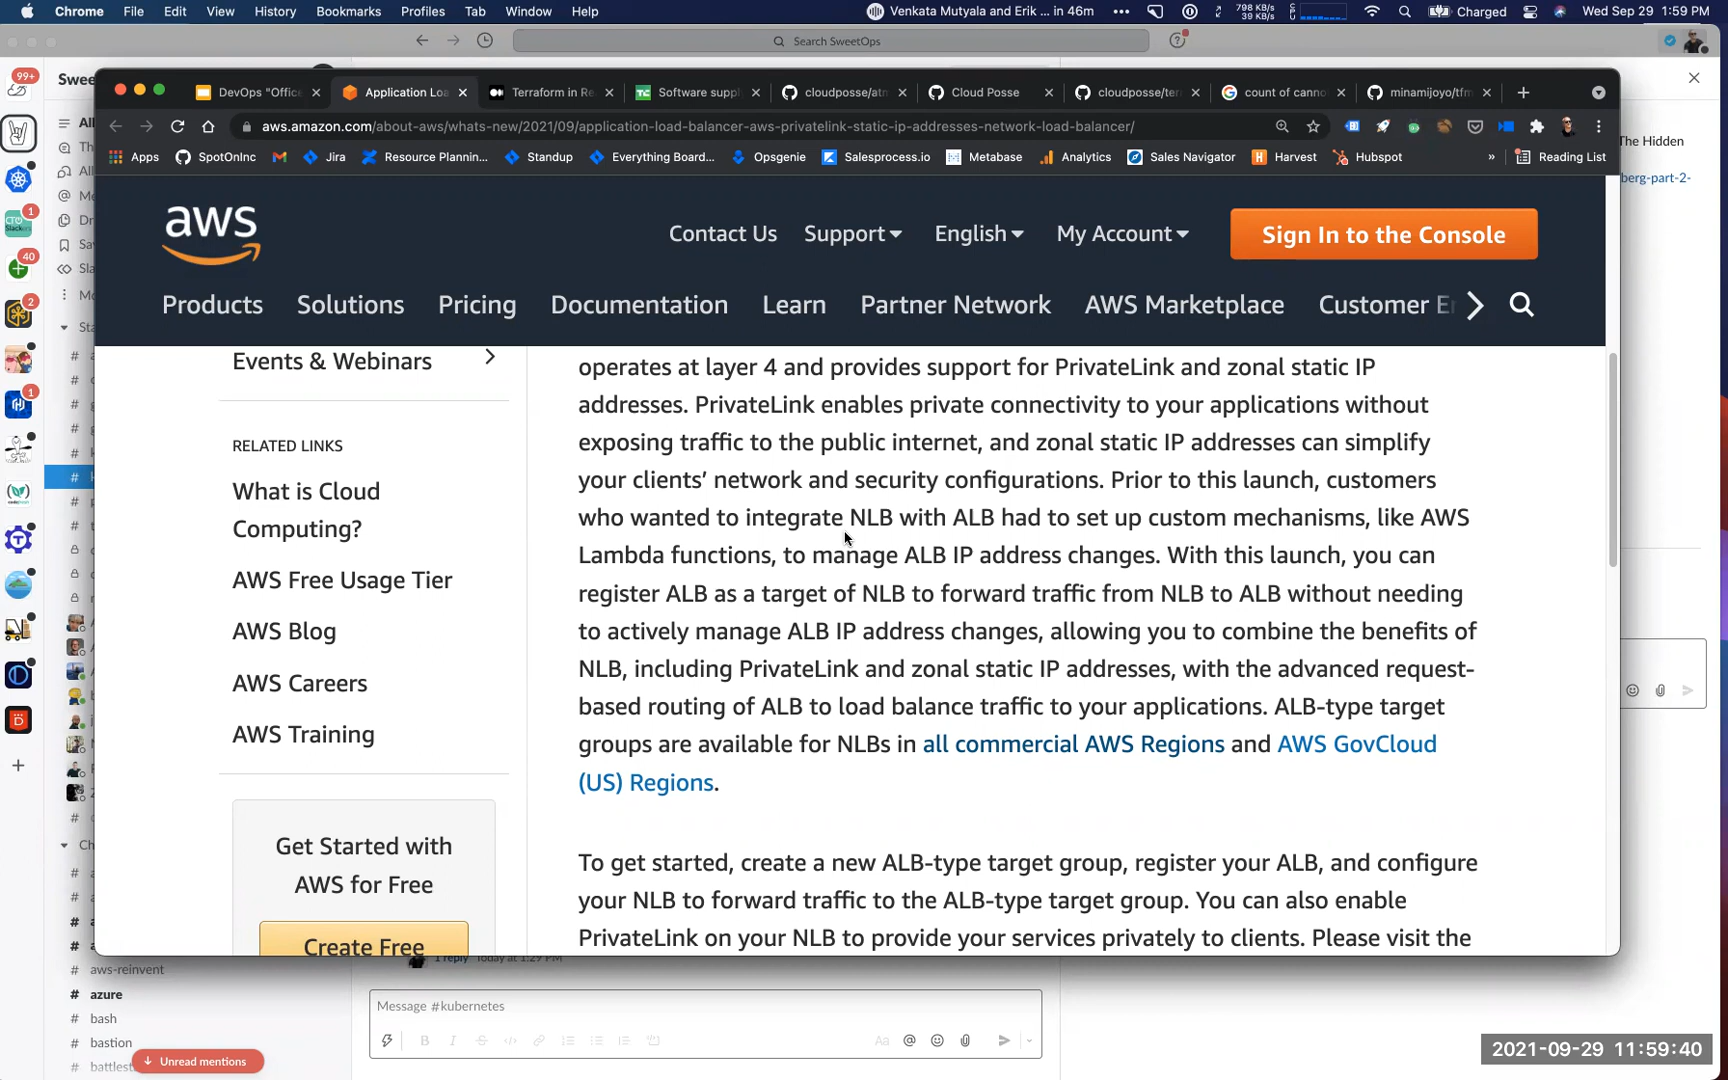 Chrome File Edit View History Bookmarks Profiles Tab Window Help Venkata Mutyala and Erik ... in 46m 798 KB/s 39 KB/s Charged Wed Sep 29 1:59 PM
Search SweetOps
99+
Swee
DevOps "Office Application Loa Terraform in Re Software suppl cloudposse/atm Cloud Posse cloudposse/ter count of canno minamijoyo/tfm
aws.amazon.com/about-aws/whats-new/2021/09/application-load-balancer-aws-privatelink-static-ip-addresses-network-load-balancer/
The Hidden
Apps SpotOnInc Jira Resource Plannin... Standup Everything Board... Opsgenie Salesprocess.io Metabase Analytics Sales Navigator Harvest Hubspot » Reading List
berg-part-2-
aws
Contact Us Support English My Account Sign In to the Console
Products Solutions Pricing Documentation Learn Partner Network AWS Marketplace Customer E
Events & Webinars
RELATED LINKS
What is Cloud
Computing?
AWS Free Usage Tier
AWS Blog
AWS Careers
AWS Training
Get Started with
AWS for Free
Create Free
operates at layer 4 and provides support for PrivateLink and zonal static IP
addresses. PrivateLink enables private connectivity to your applications without
exposing traffic to the public internet, and zonal static IP addresses can simplify
your clients’ network and security configurations. Prior to this launch, customers
who wanted to integrate NLB with ALB had to set up custom mechanisms, like AWS
Lambda functions, to manage ALB IP address changes. With this launch, you can
register ALB as a target of NLB to forward traffic from NLB to ALB without needing
to actively manage ALB IP address changes, allowing you to combine the benefits of
NLB, including PrivateLink and zonal static IP addresses, with the advanced request-
based routing of ALB to load balance traffic to your applications. ALB-type target
groups are available for NLBs in all commercial AWS Regions and AWS GovCloud
(US) Regions.
To get started, create a new ALB-type target group, register your ALB, and configure
your NLB to forward traffic to the ALB-type target group. You can also enable
PrivateLink on your NLB to provide your services privately to clients. Please visit the
1 reply Today at 1:29 PM
# aws-reinvent
# azure
# bash
# bastion
Unread mentions
Message #kubernetes
2021-09-29 11:59:40